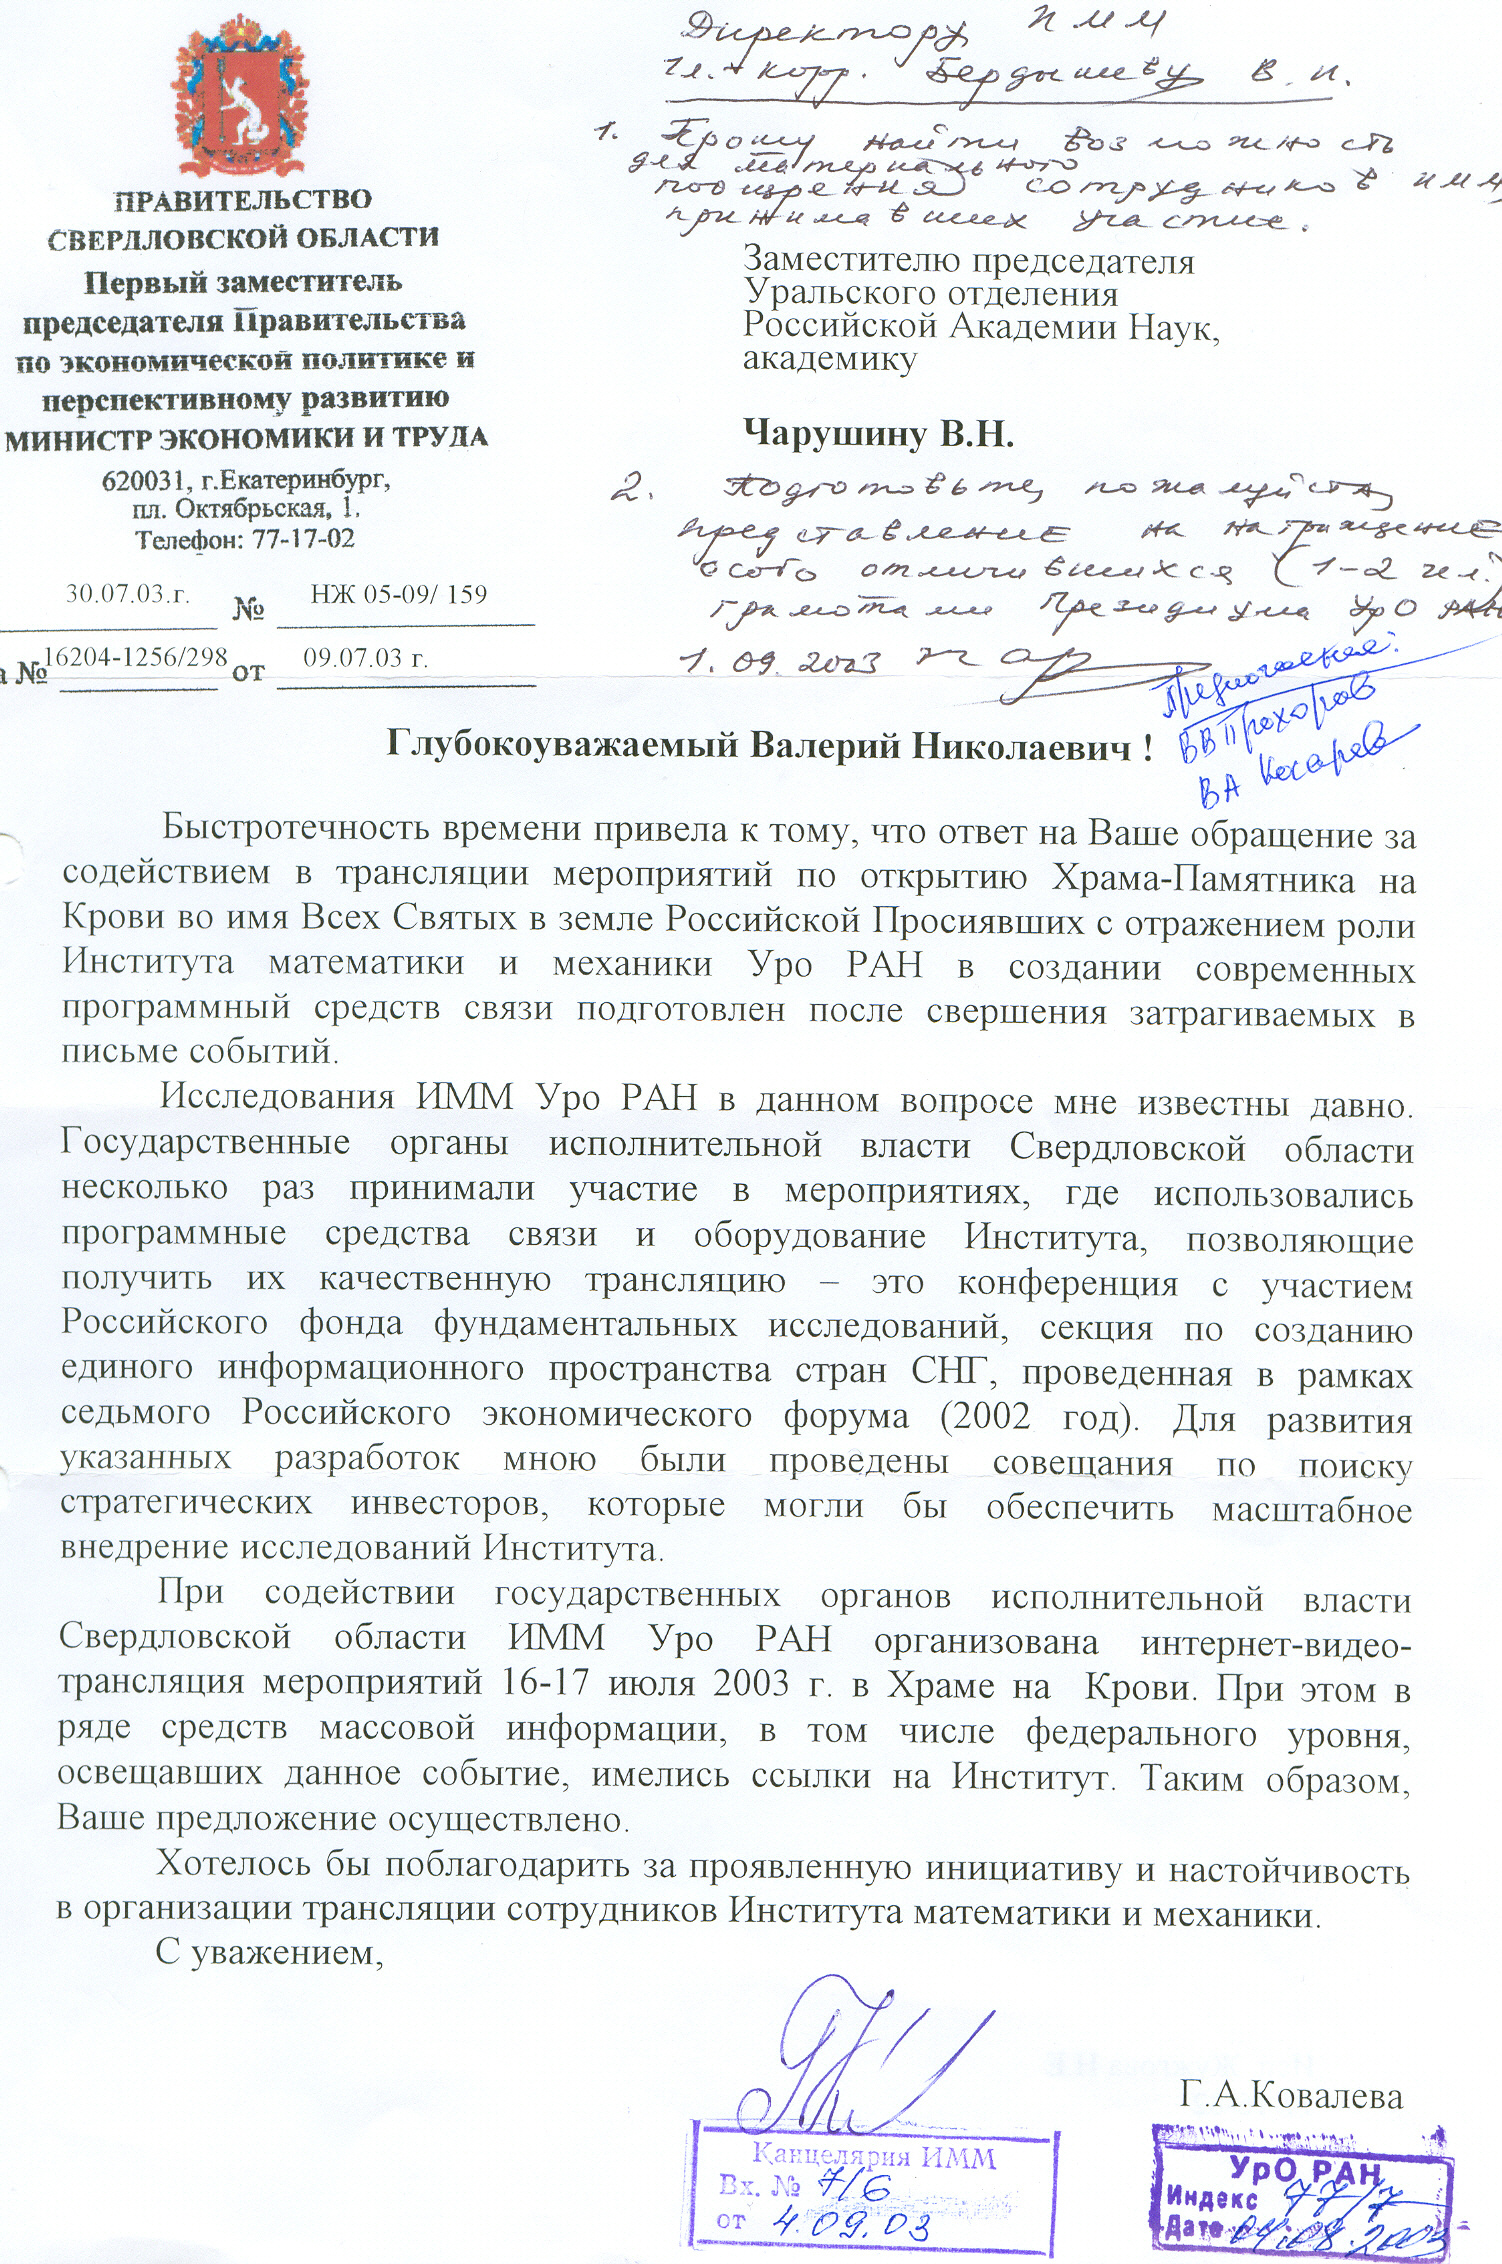 Директору ИММ
чл.-корр. Бердышеву В.И.
1. Прошу найти возможность
для материального
поощрения сотрудников ИММ,
принимавших участие.
ПРАВИТЕЛЬСТВО
СВЕРДЛОВСКОЙ ОБЛАСТИ
Первый заместитель
председателя Правительства
по экономической политике и
перспективному развитию
МИНИСТР ЭКОНОМИКИ И ТРУДА
620031, г.Екатеринбург,
пл. Октябрьская, 1.
Телефон: 77-17-02
30.07.03.г. № НЖ 05-09/ 159
а № 16204-1256/298 от 09.07.03 г.
Заместителю председателя
Уральского отделения
Российской Академии Наук,
академику
Чарушину В.Н.
2. Подготовьте, пожалуйста,
представление на награждение
особо отличившихся (1-2 чел.)
грамотами Президиума УрО РАН
1.09.2003
Предложения:
ВВ Прохоров
ВА Кошарев
Глубокоуважаемый Валерий Николаевич !
Быстротечность времени привела к тому, что ответ на Ваше обращение за
содействием в трансляции мероприятий по открытию Храма-Памятника на
Крови во имя Всех Святых в земле Российской Просиявших с отражением роли
Института математики и механики Уро РАН в создании современных
программный средств связи подготовлен после свершения затрагиваемых в
письме событий.
Исследования ИММ Уро РАН в данном вопросе мне известны давно.
Государственные органы исполнительной власти Свердловской области
несколько раз принимали участие в мероприятиях, где использовались
программные средства связи и оборудование Института, позволяющие
получить их качественную трансляцию – это конференция с участием
Российского фонда фундаментальных исследований, секция по созданию
единого информационного пространства стран СНГ, проведенная в рамках
седьмого Российского экономического форума (2002 год). Для развития
указанных разработок мною были проведены совещания по поиску
стратегических инвесторов, которые могли бы обеспечить масштабное
внедрение исследований Института.
При содействии государственных органов исполнительной власти
Свердловской области ИММ Уро РАН организована интернет-видео-
трансляция мероприятий 16-17 июля 2003 г. в Храме на Крови. При этом в
ряде средств массовой информации, в том числе федерального уровня,
освещавших данное событие, имелись ссылки на Институт. Таким образом,
Ваше предложение осуществлено.
Хотелось бы поблагодарить за проявленную инициативу и настойчивость
в организации трансляции сотрудников Института математики и механики.
С уважением,
Г.А.Ковалева
Канцелярия ИММ
Вх. № 7/6
от 4.09.03
УрО РАН
Индекс 77/7
Дата 04.08.2003